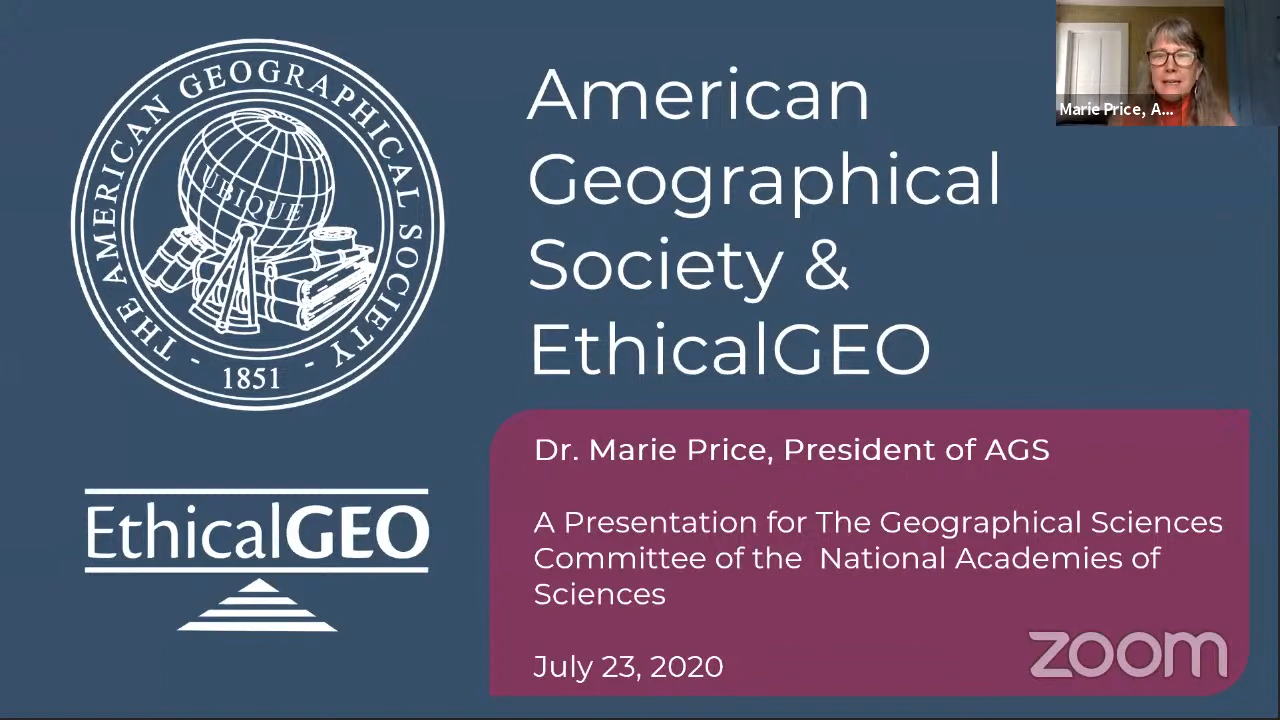 THE AMERICAN GEOGRAPHICAL SOCIETY
UBIQUE
1851
EthicalGEO
American
Geographical
Society &
EthicalGEO
Marie Price, A...
Dr. Marie Price, President of AGS
A Presentation for The Geographical Sciences
Committee of the National Academies of
Sciences
July 23, 2020
zoom